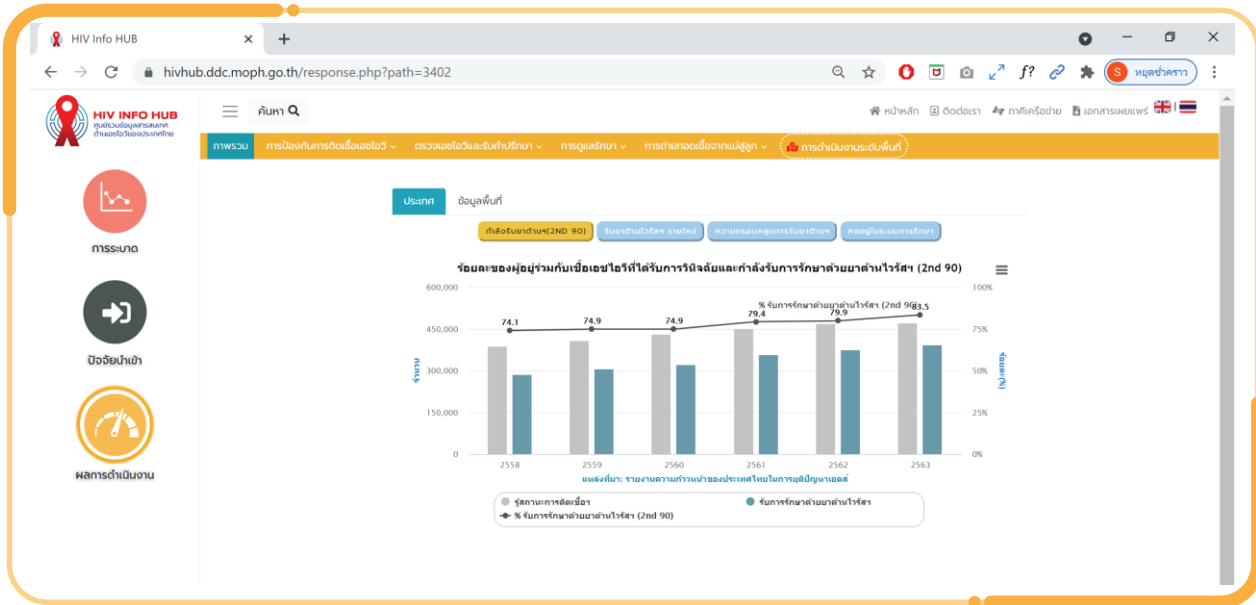 HIV Info HUB
hivhub.ddc.moph.go.th/response.php?path=3402
f?
S หยุดชั่วคราว
HIV INFO HUB
ศูนย์รวมข้อมูลสารสนเทศ
ด้านเอชไอวีของประเทศไทย
ค้นหา
หน้าหลัก ติดต่อเรา ภาคีเครือข่าย เอกสารเผยแพร่
ภาพรวม การป้องกันการติดเชื้อเอชไอวี ตรวจเอชไอวีและรับคำปรึกษา การดูแลรักษา การถ่ายทอดเชื้อจากแม่สู่ลูก การดำเนินงานระดับพื้นที่
การระบาด
ปัจจัยนำเข้า
ผลการดำเนินงาน
ประเทศ ข้อมูลพื้นที่
กำลังรับยาต้านฯ(2ND 90) รับยาต้านไวรัสฯ รายใหม่ ความครอบคลุมการรับยาต้านฯ คงอยู่ในระบบการรักษา
ร้อยละของผู้อยู่ร่วมกับเชื้อเอชไอวีที่ได้รับการวินิจฉัยและกำลังรับการรักษาด้วยยาต้านไวรัสฯ (2nd 90)
600,000 100%
% รับการรักษาด้วยยาต้านไวรัสฯ (2nd 90)
74.1 74.9 74.9 79.4 79.9 83.5
450,000 75%
จำนวน
300,000 50%
ร้อยละ(%)
150,000 25%
0 0%
2558 2559 2560 2561 2562 2563
แหล่งที่มา: รายงานความก้าวหน้าของประเทศไทยในการยุติปัญหาเอดส์
รู้สถานะการติดเชื้อฯ รับการรักษาด้วยยาต้านไวรัสฯ
% รับการรักษาด้วยยาต้านไวรัสฯ (2nd 90)